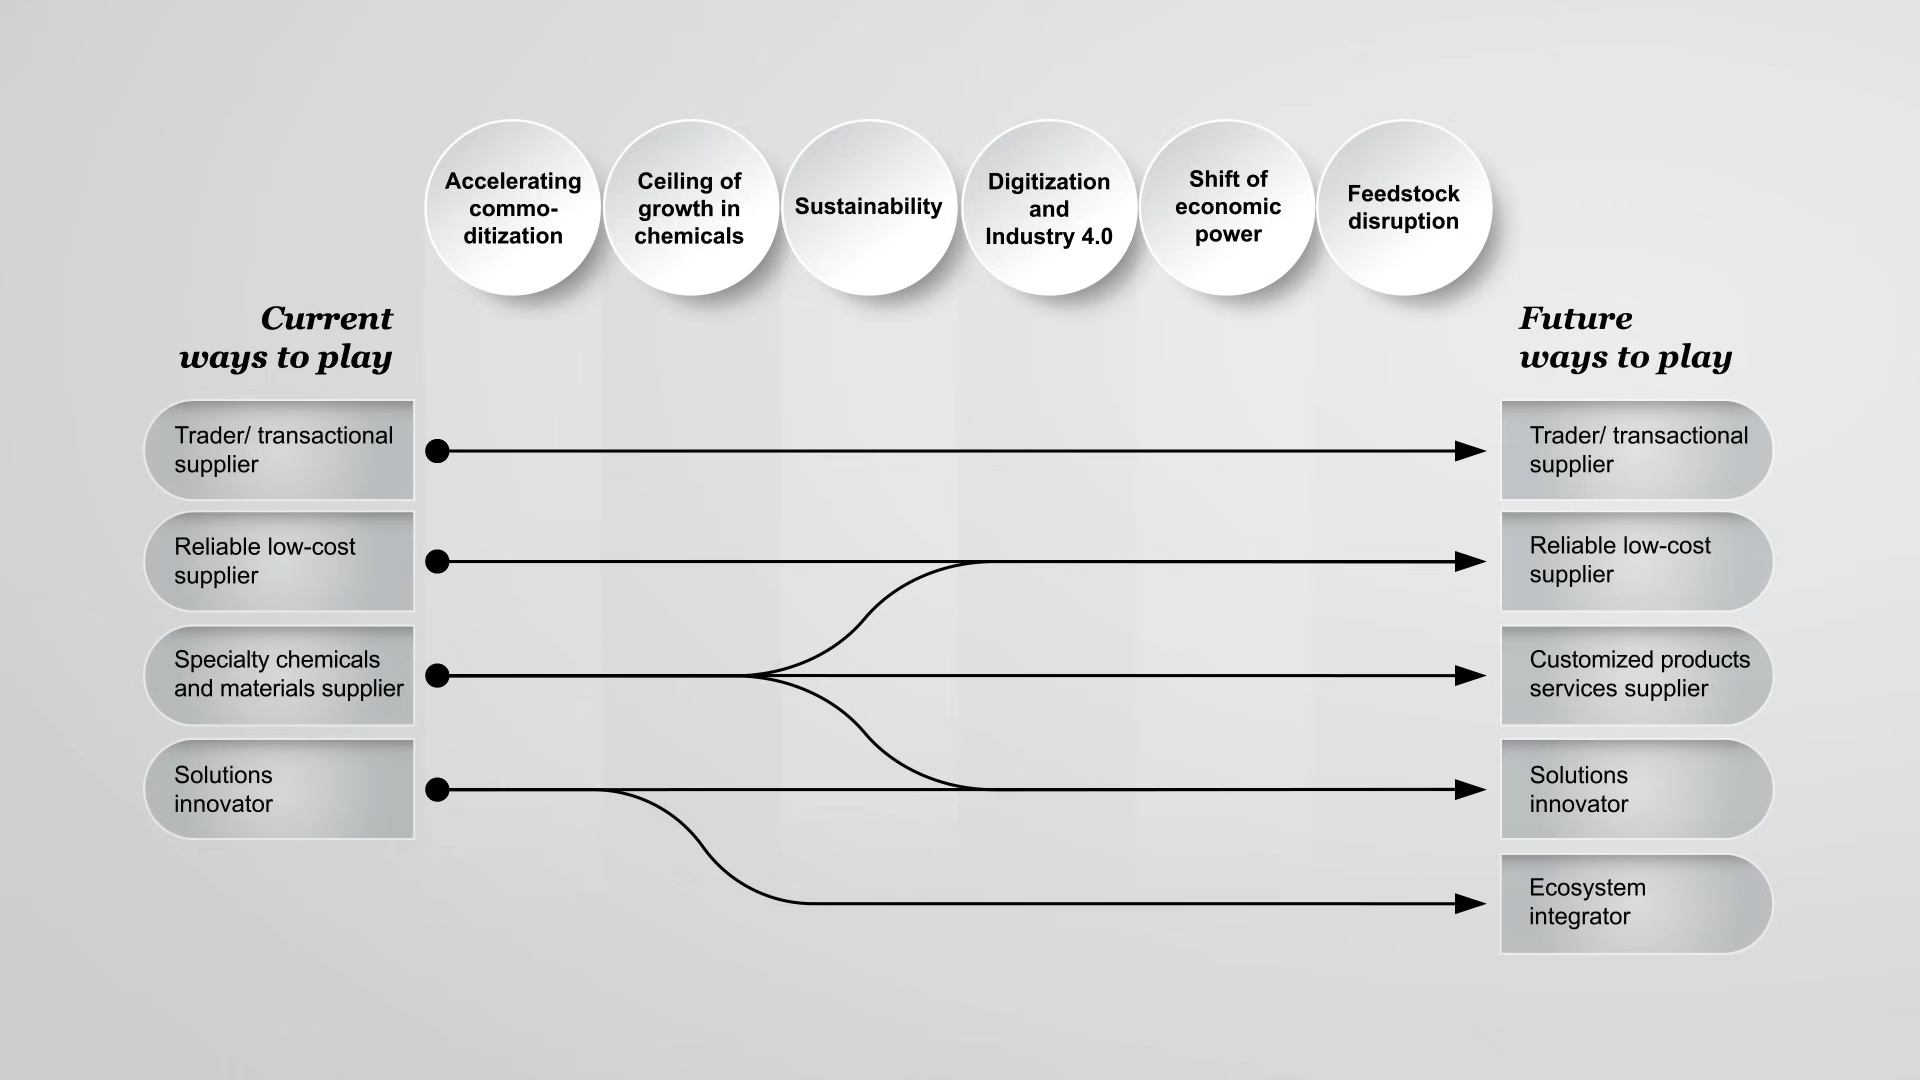 Accelerating
commo-
ditization
Ceiling of
growth in
chemicals
Sustainability
Digitization
and
Industry 4.0
Shift of
economic
power
Feedstock
disruption
Current
ways to play
Trader/ transactional
supplier
Reliable low-cost
supplier
Specialty chemicals
and materials supplier
Solutions
innovator
Future
ways to play
Trader/ transactional
supplier
Reliable low-cost
supplier
Customized products
services supplier
Solutions
innovator
Ecosystem
integrator